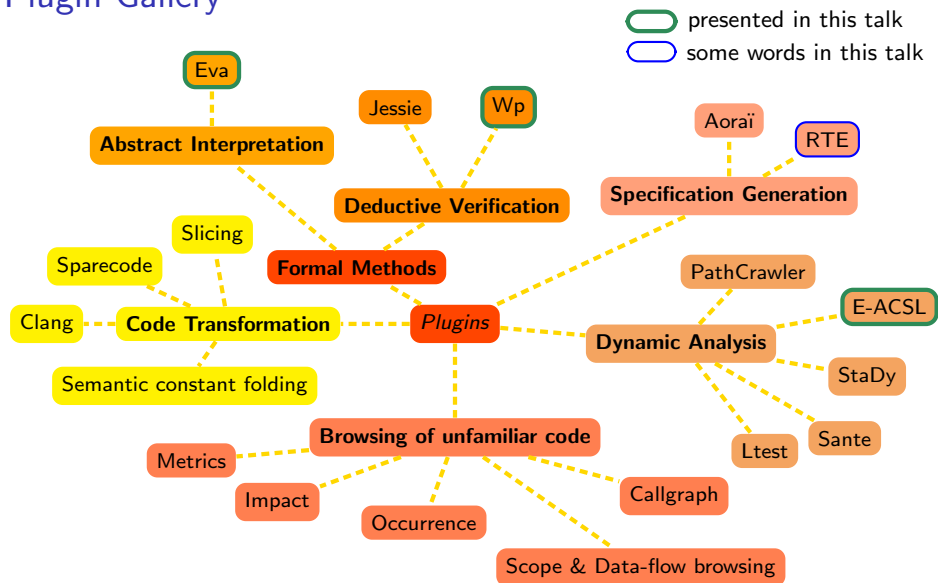 Plugin Gallery
presented in this talk
some words in this talk
Eva
Jessie
Wp
Aoraï
RTE
Abstract Interpretation
Deductive Verification
Specification Generation
Slicing
Sparecode
Formal Methods
PathCrawler
Clang
Code Transformation
Plugins
E-ACSL
Dynamic Analysis
Semantic constant folding
StaDy
Browsing of unfamiliar code
Sante
Ltest
Metrics
Impact
Callgraph
Occurrence
Scope & Data-flow browsing